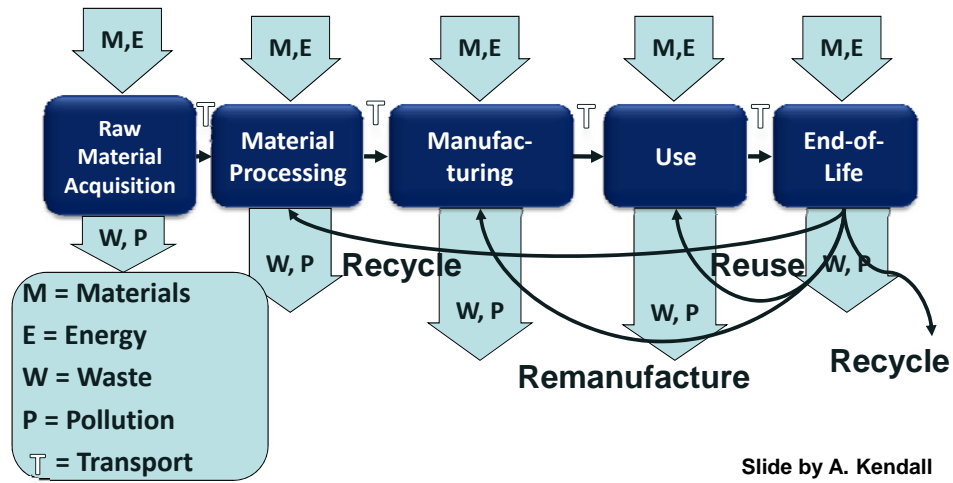 M,E
M,E
M,E
M,E
M,E
Raw
Material
Acquisition
T
Material
Processing
T
Manufac-
turing
T
Use
T
End-of-
Life
W, P
W, P
W, P
W, P
W, P
Recycle
Reuse
Remanufacture
Recycle
M = Materials
E = Energy
W = Waste
P = Pollution
T = Transport
Slide by A. Kendall